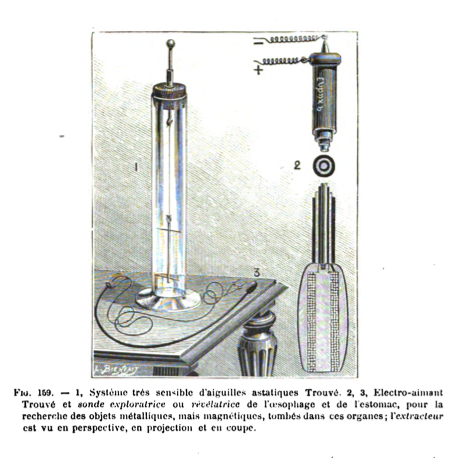 −
+
1
2
3
Fig. 159. — 1, Système très sensible d'aiguilles astatiques Trouvé. 2, 3, Electro-aimant
Trouvé et sonde exploratrice ou révélatrice de l'œsophage et de l'estomac, pour la
recherche des objets métalliques, mais magnétiques, tombés dans ces organes; l'extracteur
est vu en perspective, en projection et en coupe.